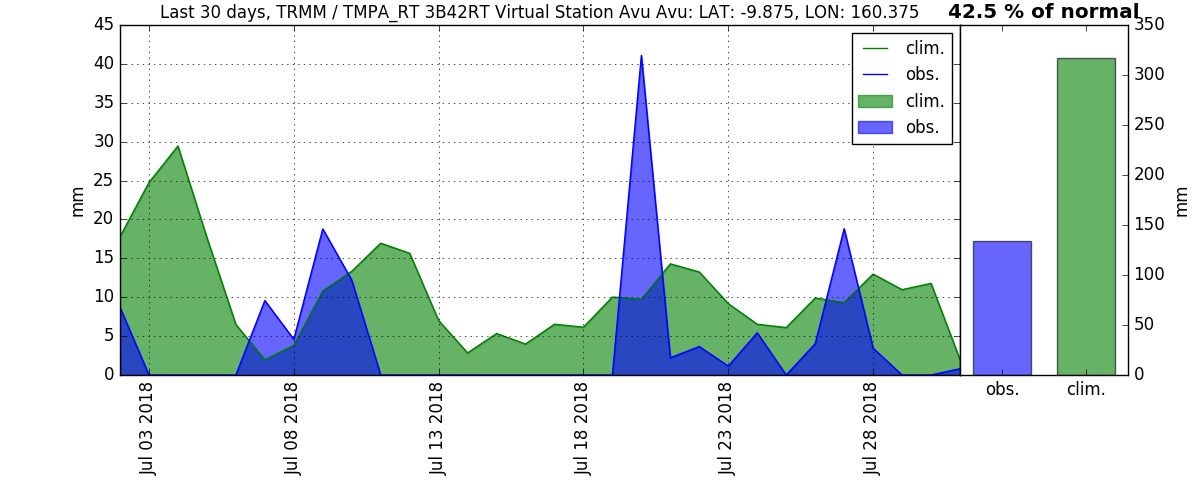 Last 30 days, TRMM / TMPA_RT 3B42RT Virtual Station Avu Avu: LAT: -9.875, LON: 160.375
42.5 % of normal
45
40
35
30
25
20
15
10
5
0
mm
clim.
obs.
clim.
obs.
Jul 03 2018
Jul 08 2018
Jul 13 2018
Jul 18 2018
Jul 23 2018
Jul 28 2018
350
300
250
200
150
100
50
0
mm
obs.
clim.